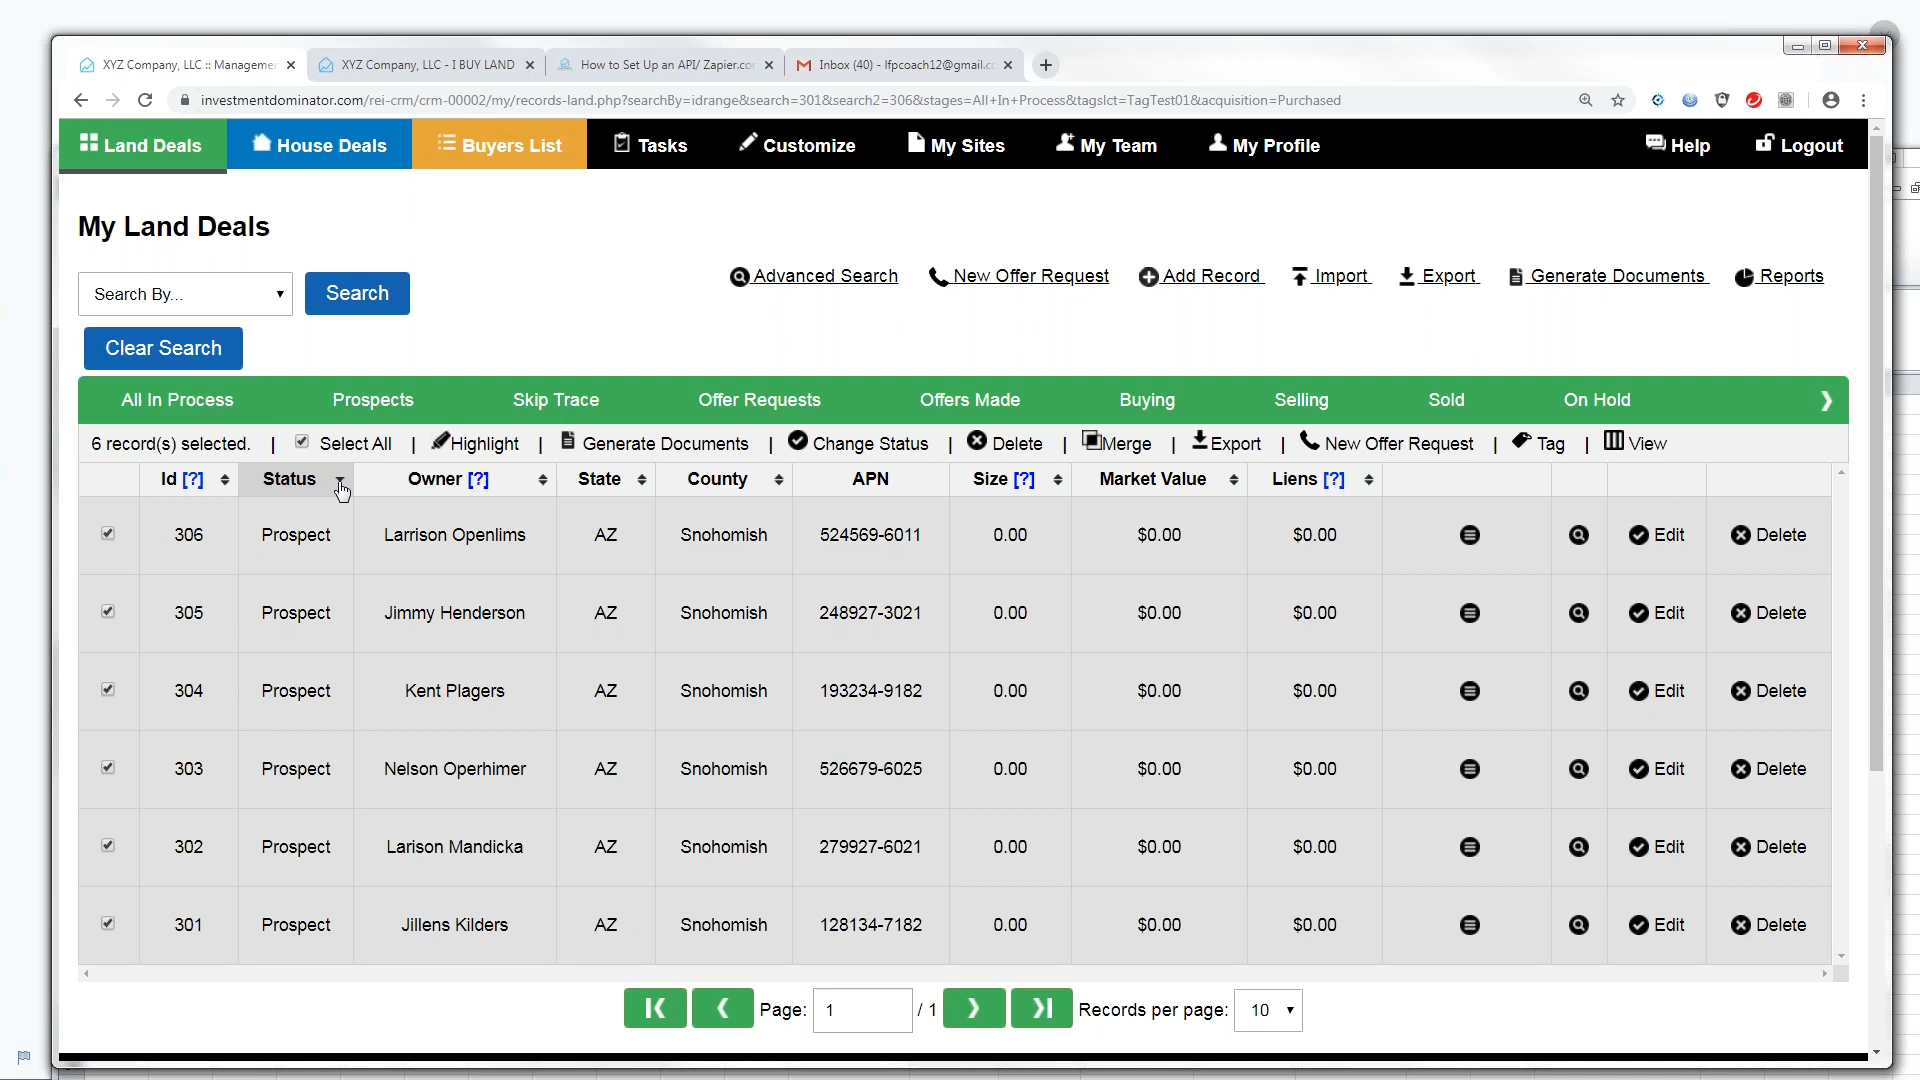 XYZ Company, LLC :: Managemen
XYZ Company, LLC - I BUY LAND
How to Set Up an API/ Zapier.cor
Inbox (40) - lfpcoach12@gmail.c
investmentdominator.com/rei-crm/crm-00002/my/records-land.php?searchBy=idrange&search=301&search2=306&stages=All+In+Process&tagslct=TagTest01&acquisition=Purchased
Land Deals House Deals Buyers List Tasks Customize My Sites My Team My Profile Help Logout
My Land Deals
Search By... Search
Advanced Search New Offer Request Add Record Import Export Generate Documents Reports
Clear Search
All In Process Prospects Skip Trace Offer Requests Offers Made Buying Selling Sold On Hold
6 record(s) selected. | Select All | Highlight | Generate Documents | Change Status | Delete | Merge | Export | New Offer Request | Tag | View
Id [?] Status Owner [?] State County APN Size [?] Market Value Liens [?]
306 Prospect Larrison Openlims AZ Snohomish 524569-6011 0.00 $0.00 $0.00 Edit Delete
305 Prospect Jimmy Henderson AZ Snohomish 248927-3021 0.00 $0.00 $0.00 Edit Delete
304 Prospect Kent Plagers AZ Snohomish 193234-9182 0.00 $0.00 $0.00 Edit Delete
303 Prospect Nelson Operhimer AZ Snohomish 526679-6025 0.00 $0.00 $0.00 Edit Delete
302 Prospect Larison Mandicka AZ Snohomish 279927-6021 0.00 $0.00 $0.00 Edit Delete
301 Prospect Jillens Kilders AZ Snohomish 128134-7182 0.00 $0.00 $0.00 Edit Delete
Page: 1 / 1 Records per page: 10